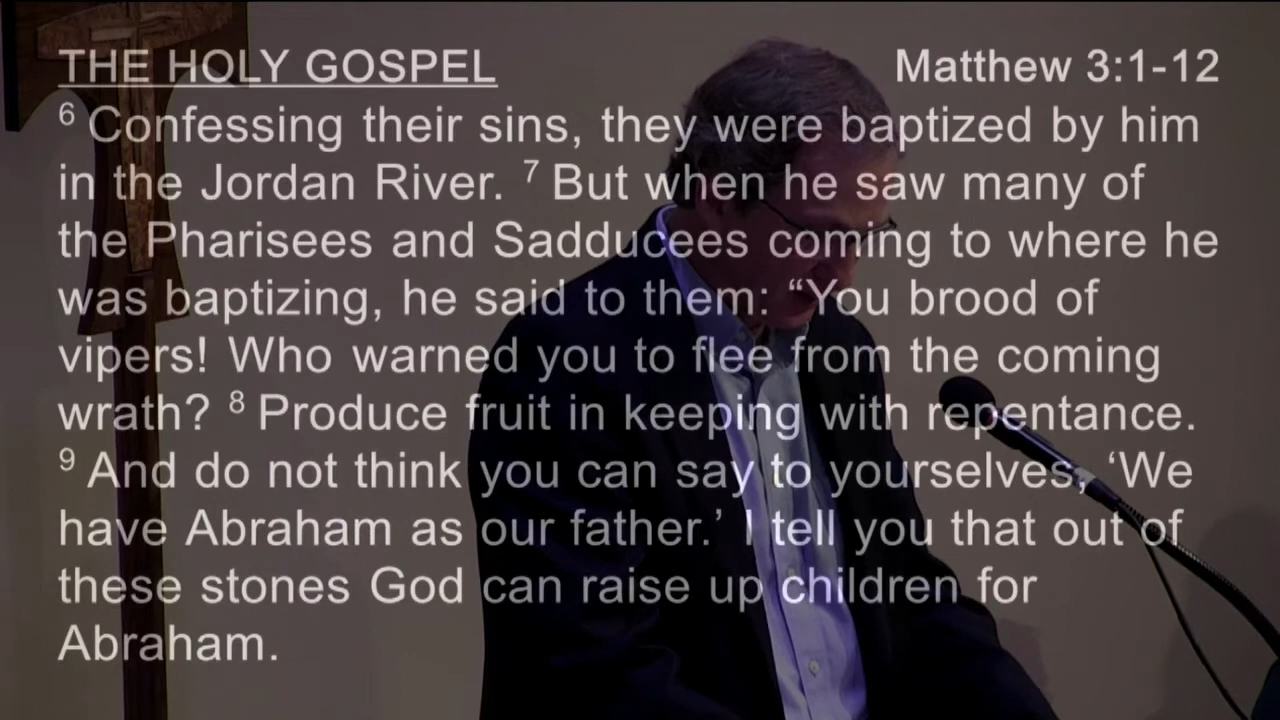 THE HOLY GOSPEL Matthew 3:1-12
⁶ Confessing their sins, they were baptized by him
in the Jordan River. ⁷ But when he saw many of
the Pharisees and Sadducees coming to where he
was baptizing, he said to them: “You brood of
vipers! Who warned you to flee from the coming
wrath? ⁸ Produce fruit in keeping with repentance.
⁹ And do not think you can say to yourselves, ‘We
have Abraham as our father.’ I tell you that out of
these stones God can raise up children for
Abraham.